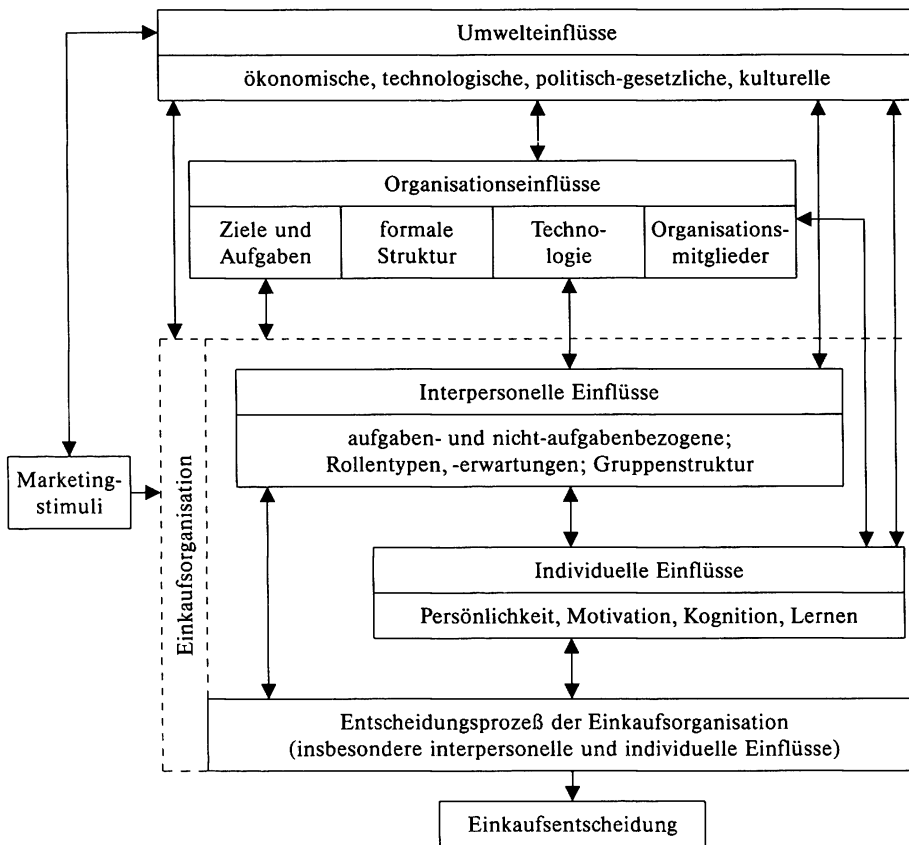 Umwelteinflüsse
ökonomische, technologische, politisch-gesetzliche, kulturelle
Organisationseinflüsse
Ziele und
Aufgaben
formale
Struktur
Techno-
logie
Organisations-
mitglieder
Interpersonelle Einflüsse
aufgaben- und nicht-aufgabenbezogene;
Rollentypen, -erwartungen; Gruppenstruktur
Marketing-
stimuli
Einkaufsorganisation
Individuelle Einflüsse
Persönlichkeit, Motivation, Kognition, Lernen
Entscheidungsprozeß der Einkaufsorganisation
(insbesondere interpersonelle und individuelle Einflüsse)
Einkaufsentscheidung